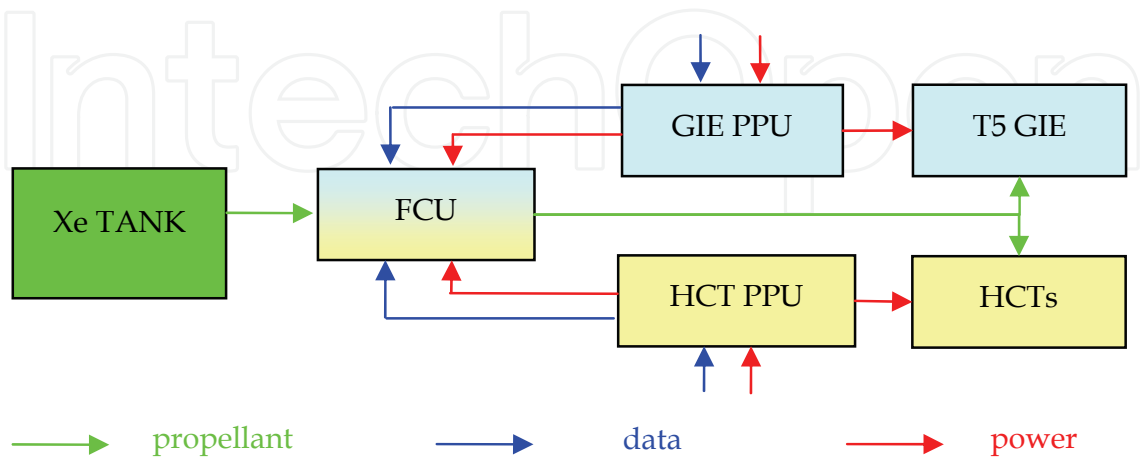 IntechOpen
GIE PPU
T5 GIE
Xe TANK
FCU
HCT PPU
HCTs
propellant data power